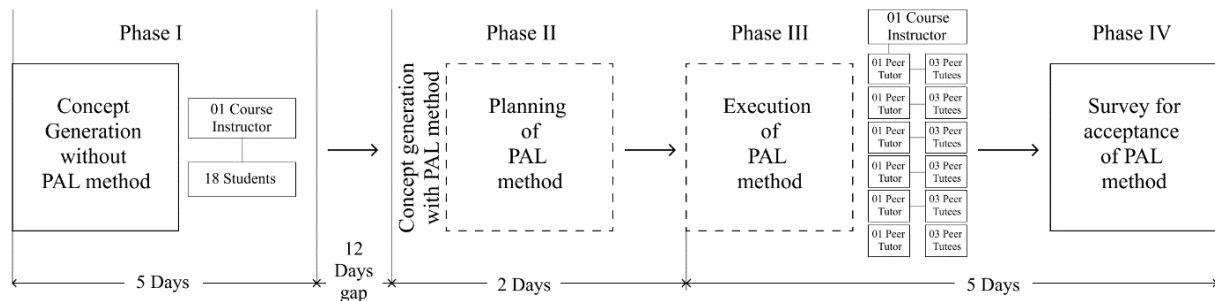 Phase I
Concept
Generation
without
PAL method
01 Course
Instructor
18 Students
5 Days
12
Days
gap
Concept generation
with PAL method
Phase II
Planning
of
PAL
method
2 Days
Phase III
Execution
of
PAL
method
01 Course
Instructor
01 Peer
Tutor
03 Peer
Tutees
01 Peer
Tutor
03 Peer
Tutees
01 Peer
Tutor
03 Peer
Tutees
01 Peer
Tutor
03 Peer
Tutees
01 Peer
Tutor
03 Peer
Tutees
01 Peer
Tutor
03 Peer
Tutees
Phase IV
Survey for
acceptance
of PAL
method
5 Days